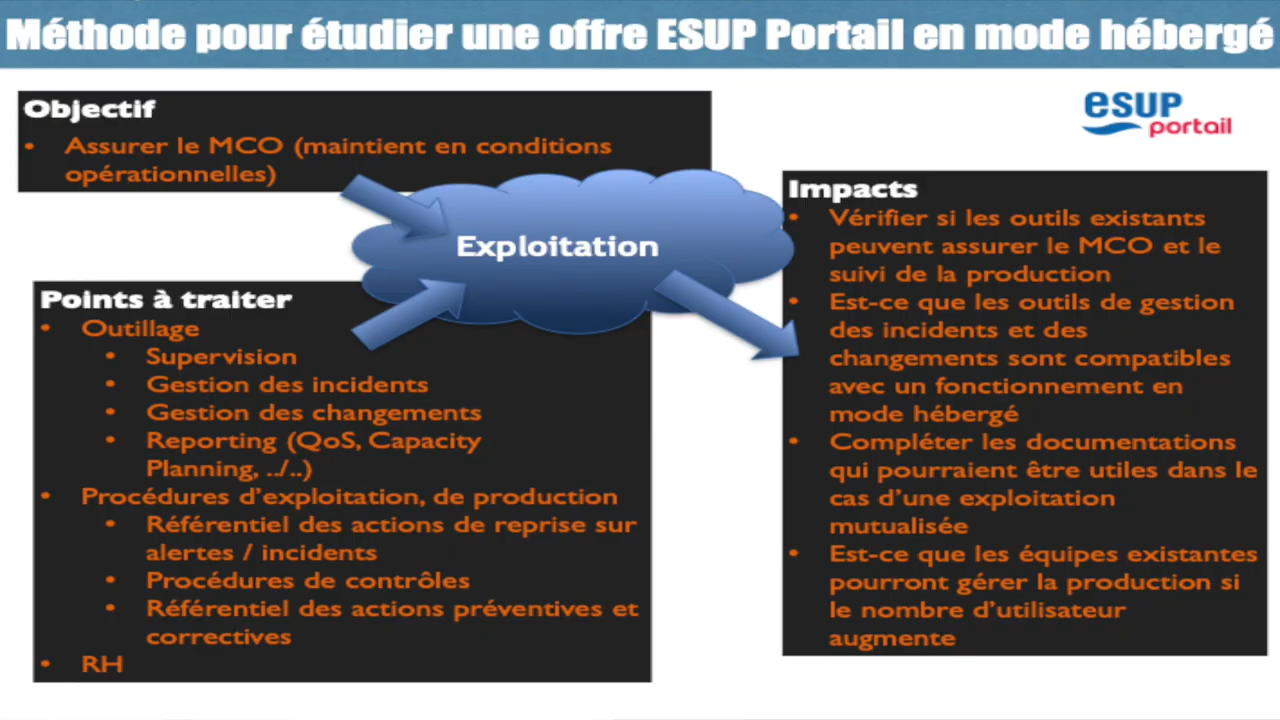 Méthode pour étudier une offre ESUP Portail en mode hébergé
esup
portail
Objectif
• Assurer le MCO (maintient en conditions
opérationnelles)
Exploitation
Points à traiter
• Outillage
• Supervision
• Gestion des incidents
• Gestion des changements
• Reporting (QoS, Capacity
Planning, ../..)
• Procédures d'exploitation, de production
• Référentiel des actions de reprise sur
alertes / incidents
• Procédures de contrôles
• Référentiel des actions préventives et
correctives
• RH
Impacts
• Vérifier si les outils existants
peuvent assurer le MCO et le
suivi de la production
• Est-ce que les outils de gestion
des incidents et des
changements sont compatibles
avec un fonctionnement en
mode hébergé
• Compléter les documentations
qui pourraient être utiles dans le
cas d'une exploitation
mutualisée
• Est-ce que les équipes existantes
pourront gérer la production si
le nombre d'utilisateur
augmente